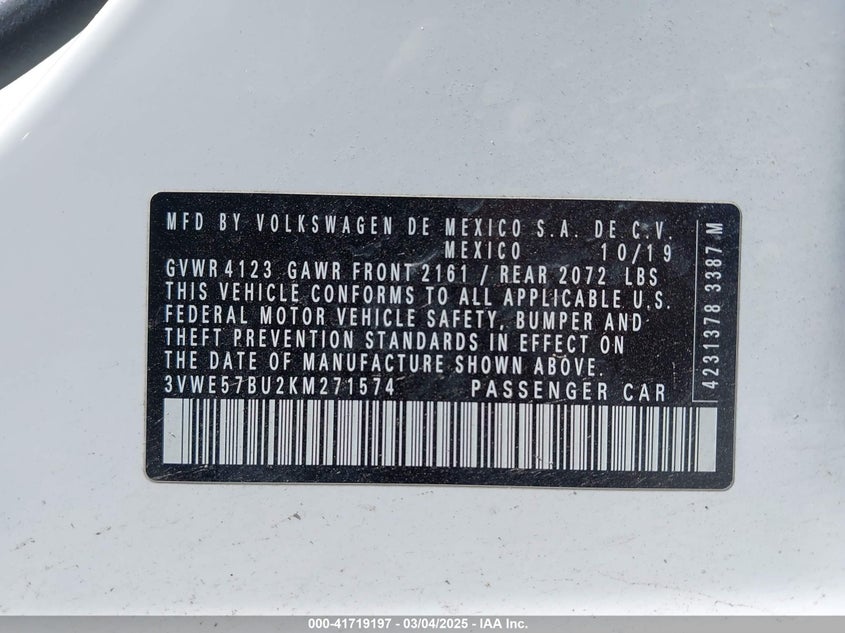 MFD BY VOLKSWAGEN DE MEXICO S.A. DE C.V.
MEXICO 10/19
GVWR 4123 GAWR FRONT 2161 / REAR 2072 LBS
THIS VEHICLE CONFORMS TO ALL APPLICABLE U.S.
FEDERAL MOTOR VEHICLE SAFETY, BUMPER AND
THEFT PREVENTION STANDARDS IN EFFECT ON
THE DATE OF MANUFACTURE SHOWN ABOVE.
3VWE57BU2KM271574 PASSENGER CAR
4231378 3387 M
000-41719197 - 03/04/2025 - IAA Inc.